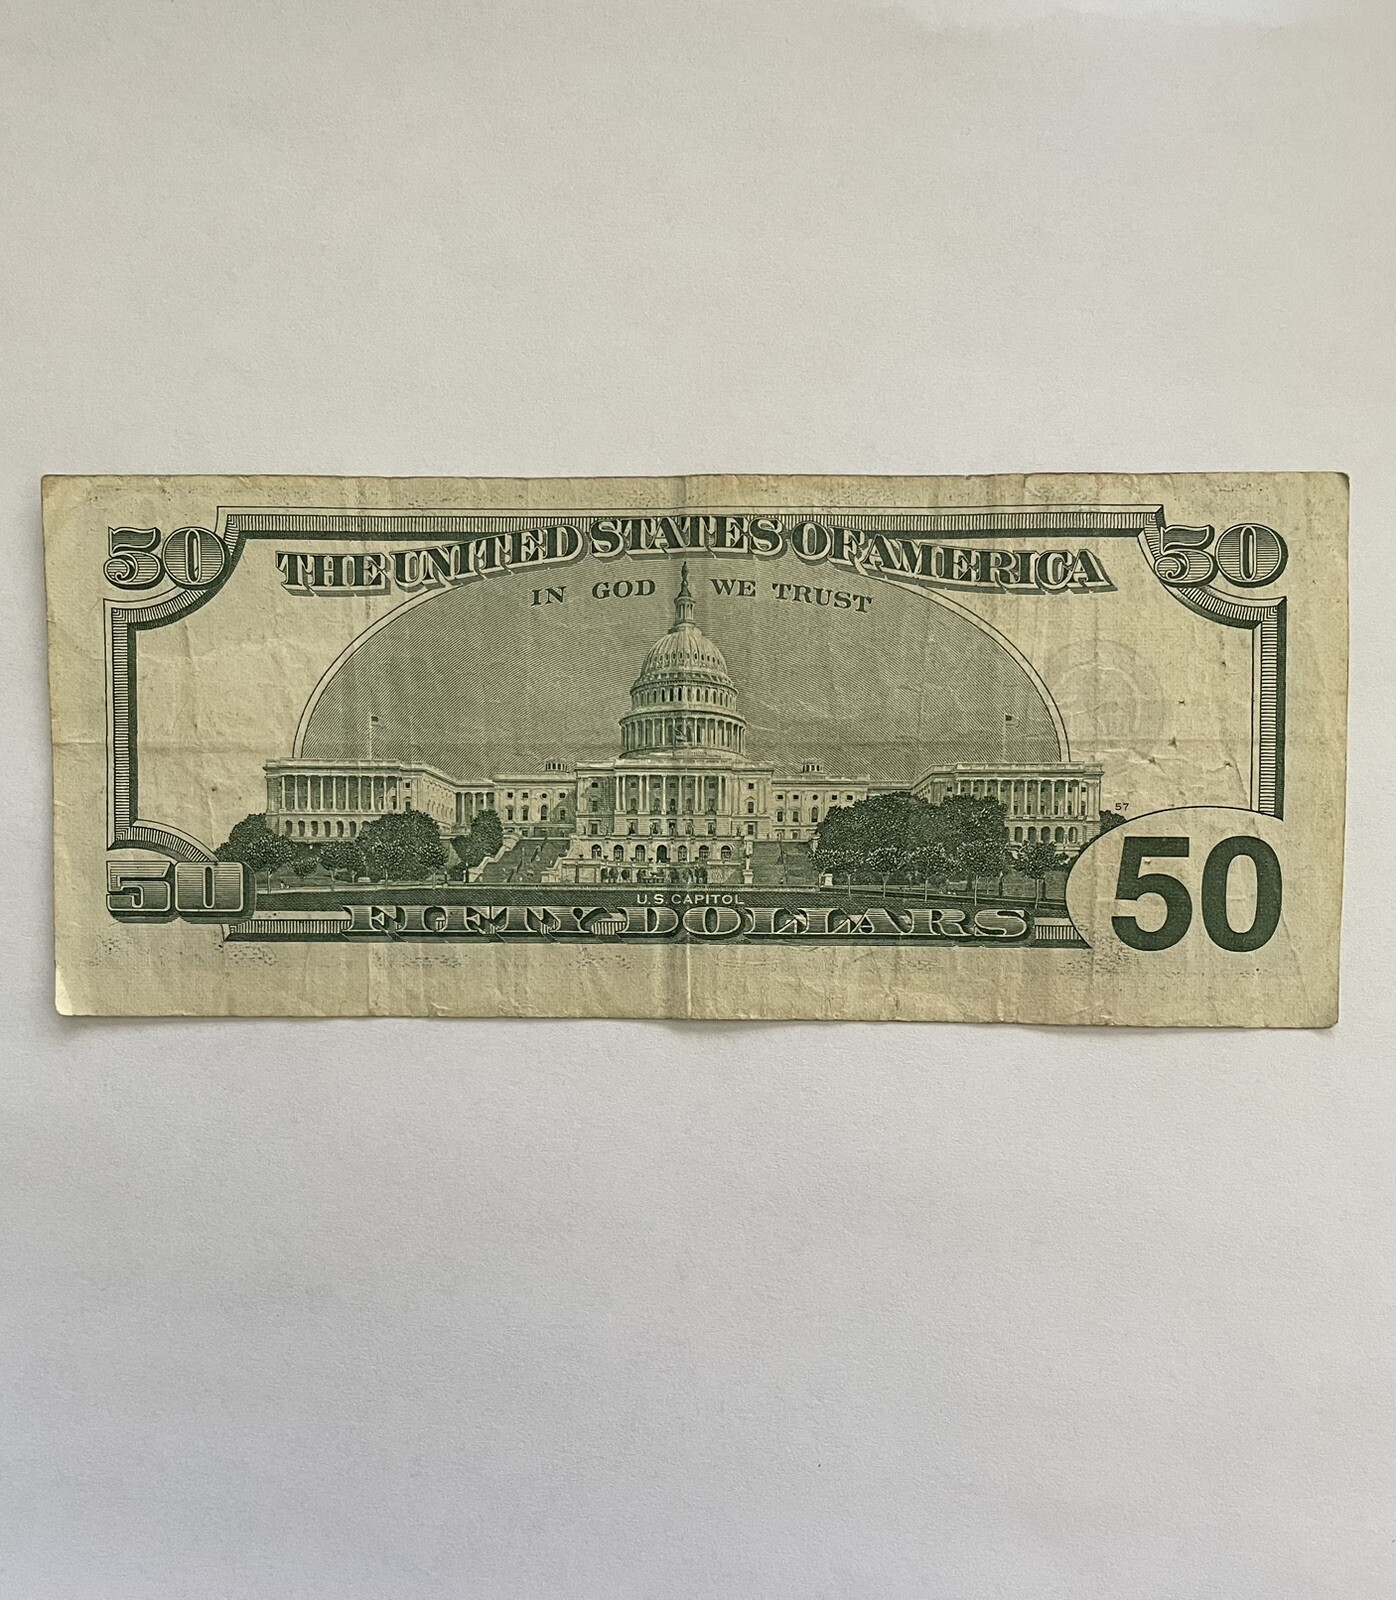 50 THE UNITED STATES OF AMERICA 50
IN GOD WE TRUST
57
50 U.S. CAPITOL 50
FIFTY DOLLARS